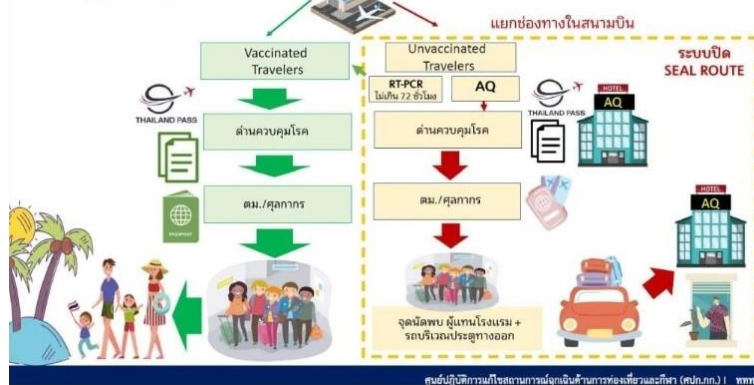 แยกช่องทางในสนามบิน
Vaccinated
Travelers
Unvaccinated
Travelers
ระบบปิด
SEAL ROUTE
RT-PCR
ไม่เกิน 72 ชั่วโมง
AQ
THAILAND PASS
THAILAND PASS
HOTEL
AQ
ด่านควบคุมโรค
ด่านควบคุมโรค
ตม./ศุลกากร
ตม./ศุลกากร
PASSPORT
HOTEL
AQ
จุดนัดพบ ผู้แทนโรงแรม +
รถบริเวณประตูทางออก
ศูนย์ปฏิบัติการแก้ไขสถานการณ์ฉุกเฉินด้านการท่องเที่ยวและกีฬา (ศปก.กก.) | www